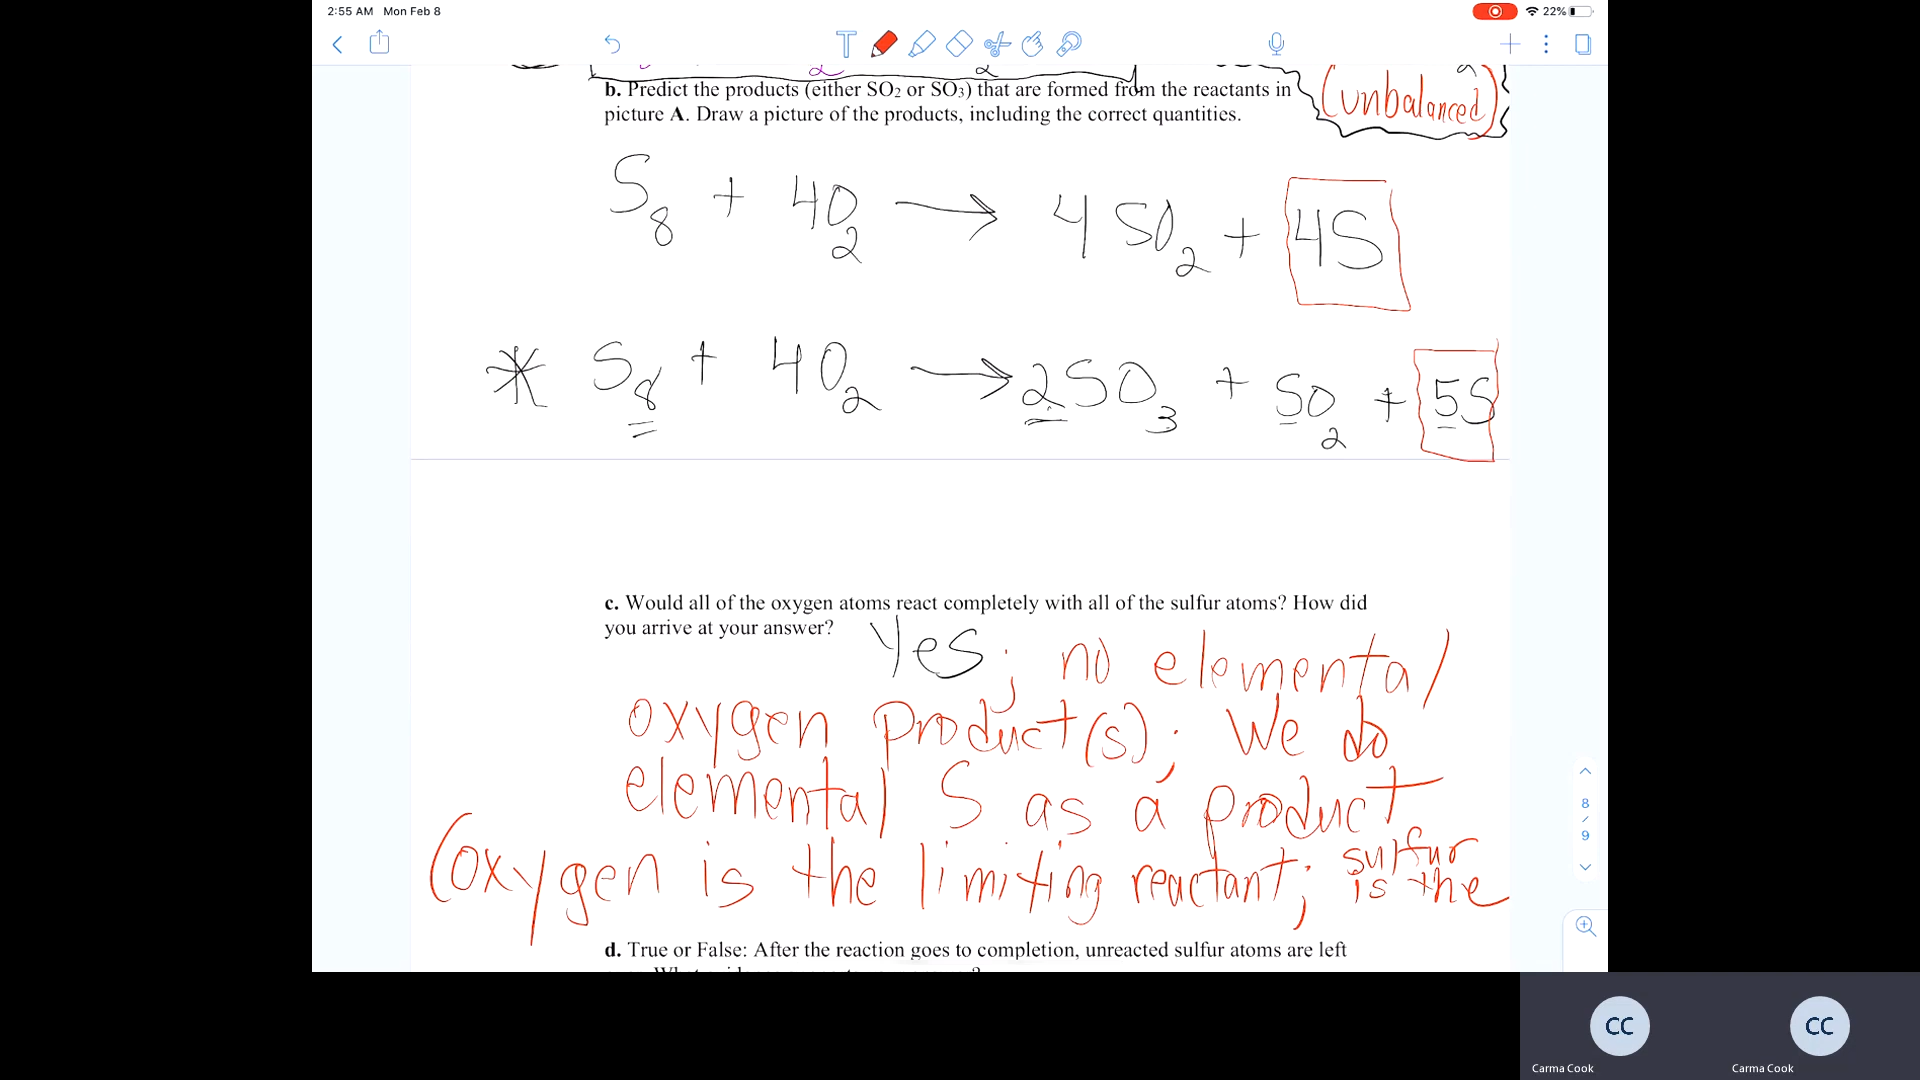 2:55 AM Mon Feb 8
22%
b. Predict the products (either SO2 or SO3) that are formed from the reactants in
picture A. Draw a picture of the products, including the correct quantities.
(unbalanced)
S8 + 4O2 → 4SO2 + 4S
* S8 + 4O2 → 2SO3 + SO2 + 5S
c. Would all of the oxygen atoms react completely with all of the sulfur atoms? How did
you arrive at your answer?
Yes; no elemental
oxygen product(s); We do
elemental S as a product
(oxygen is the limiting reactant; sulfur
is the
8
/
9
d. True or False: After the reaction goes to completion, unreacted sulfur atoms are left
CC
CC
Carma Cook
Carma Cook